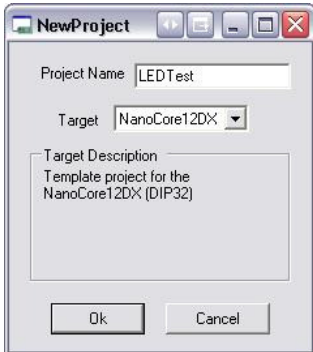 NewProject
Project Name LEDTest
Target NanoCore12DX
Target Description
Template project for the
NanoCore12DX (DIP32)
Ok Cancel